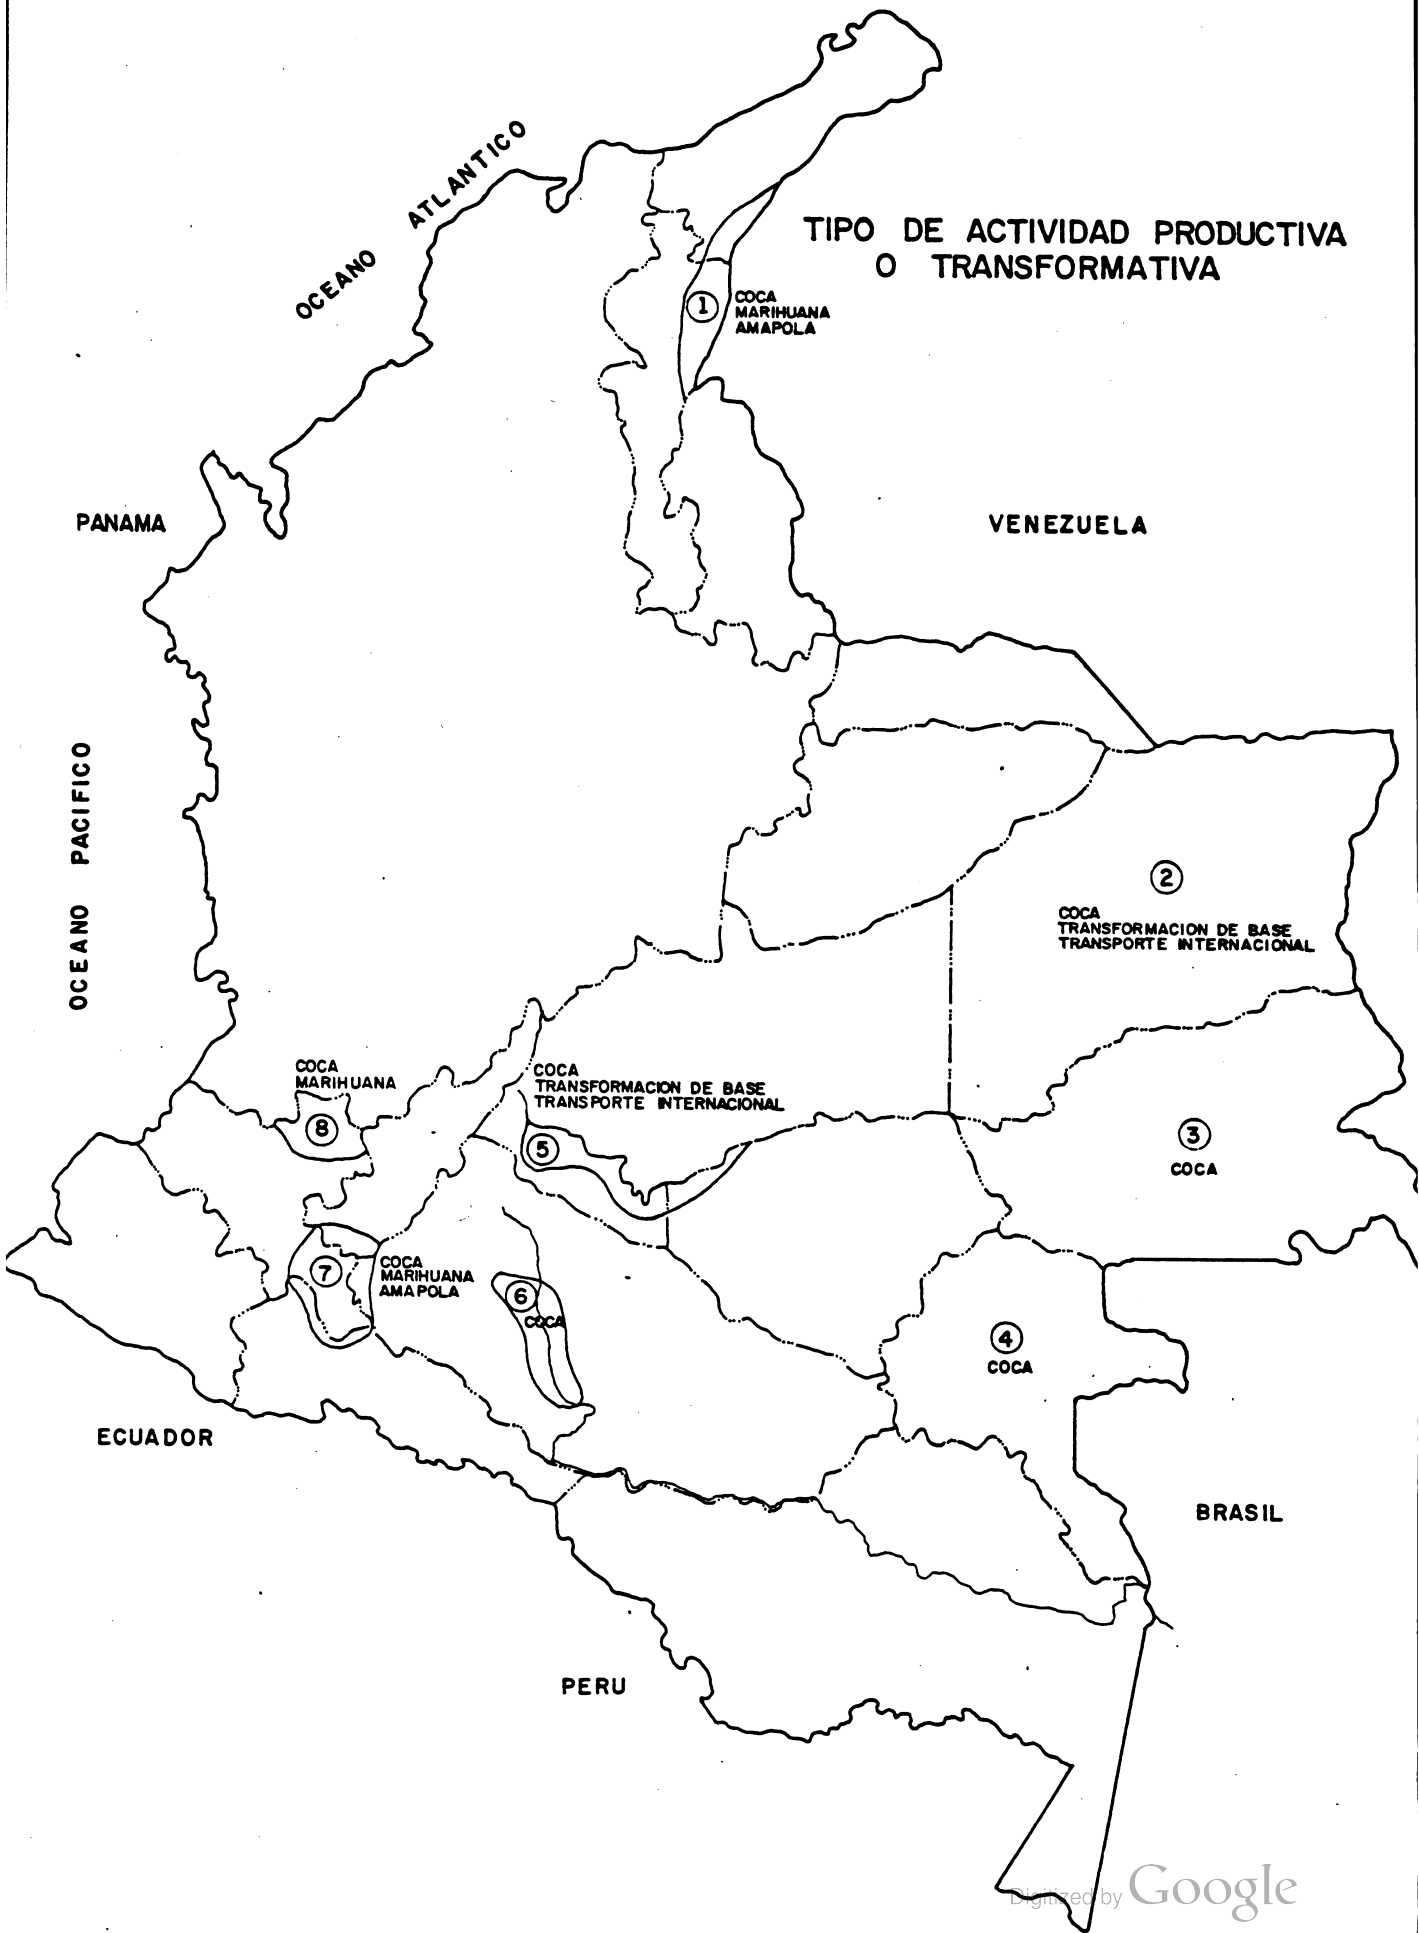 OCEANO ATLANTICO
TIPO DE ACTIVIDAD PRODUCTIVA
O TRANSFORMATIVA
1
COCA
MARIHUANA
AMAPOLA
PANAMA
VENEZUELA
OCEANO PACIFICO
2
COCA
TRANSFORMACION DE BASE
TRANSPORTE INTERNACIONAL
COCA
MARIHUANA
8
COCA
TRANSFORMACION DE BASE
TRANSPORTE INTERNACIONAL
5
3
COCA
7
COCA
MARIHUANA
AMAPOLA
6
COCA
4
COCA
ECUADOR
BRASIL
PERU
Digitized by Google